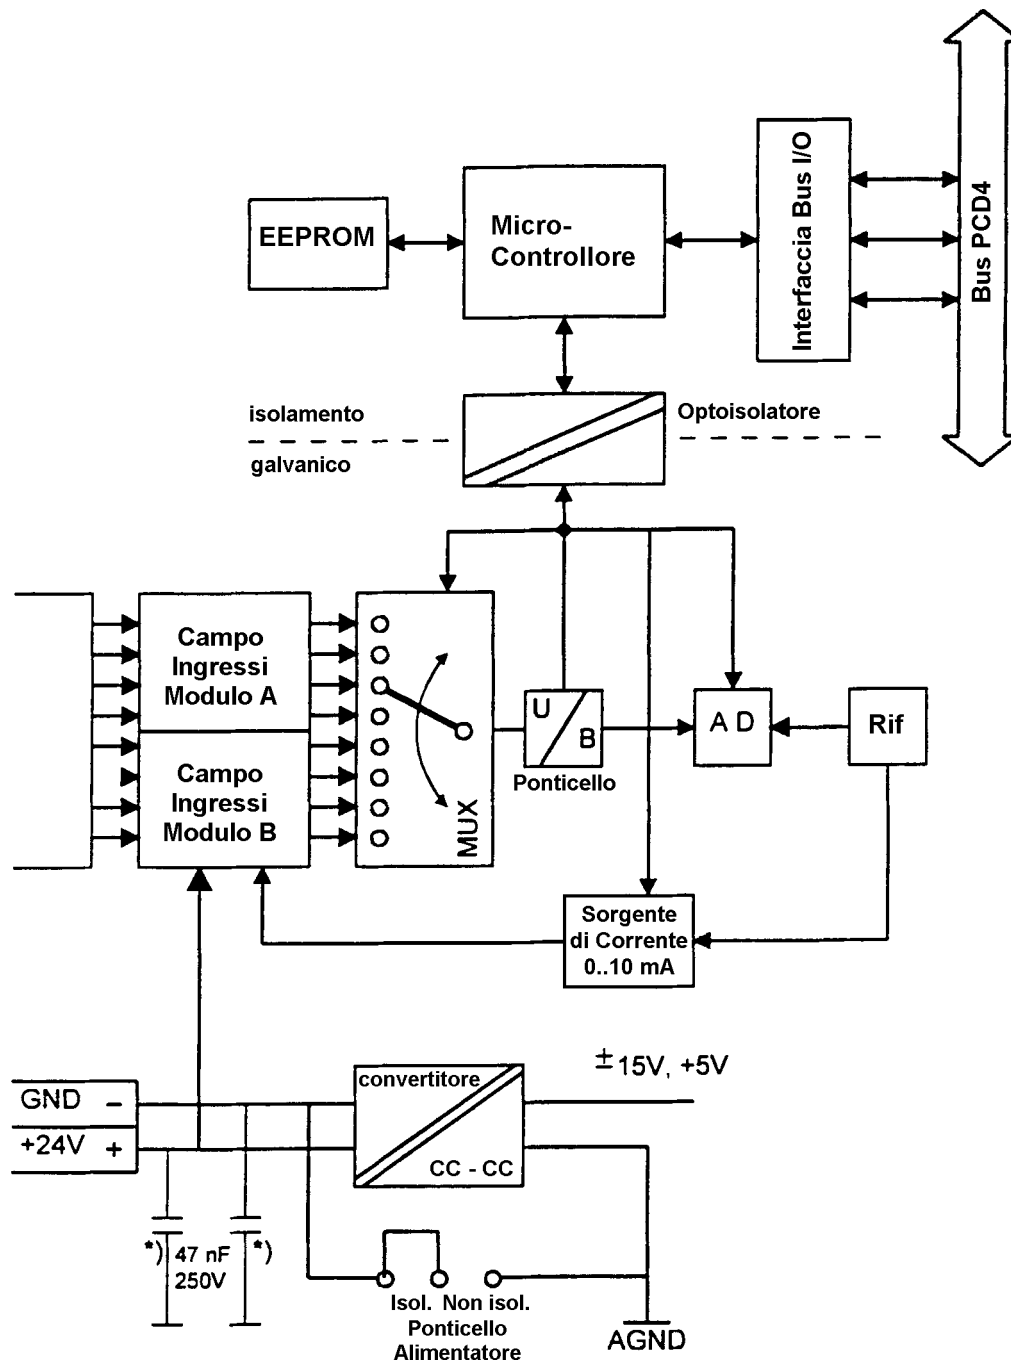 Bus PCD4
Interfaccia Bus I/O
EEPROM
Micro-
Controllore
isolamento
galvanico
Optoisolatore
Campo
Ingressi
Modulo A
Campo
Ingressi
Modulo B
MUX
U
B
Ponticello
A D
Rif
Sorgente
di Corrente
0..10 mA
± 15V, +5V
convertitore
CC - CC
GND -
+24V +
*) 47 nF *)
250V
Isol. Non isol.
Ponticello
Alimentatore
AGND